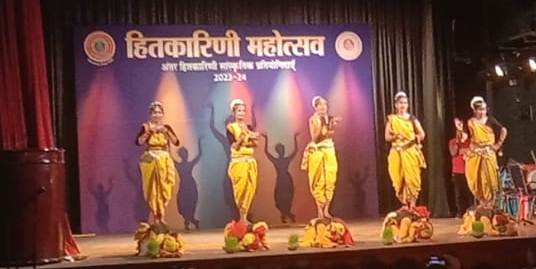 हितकारिणी महोत्सव
अंतर हितकारिणी सांस्कृतिक प्रतियोगिताएँ
2023-24